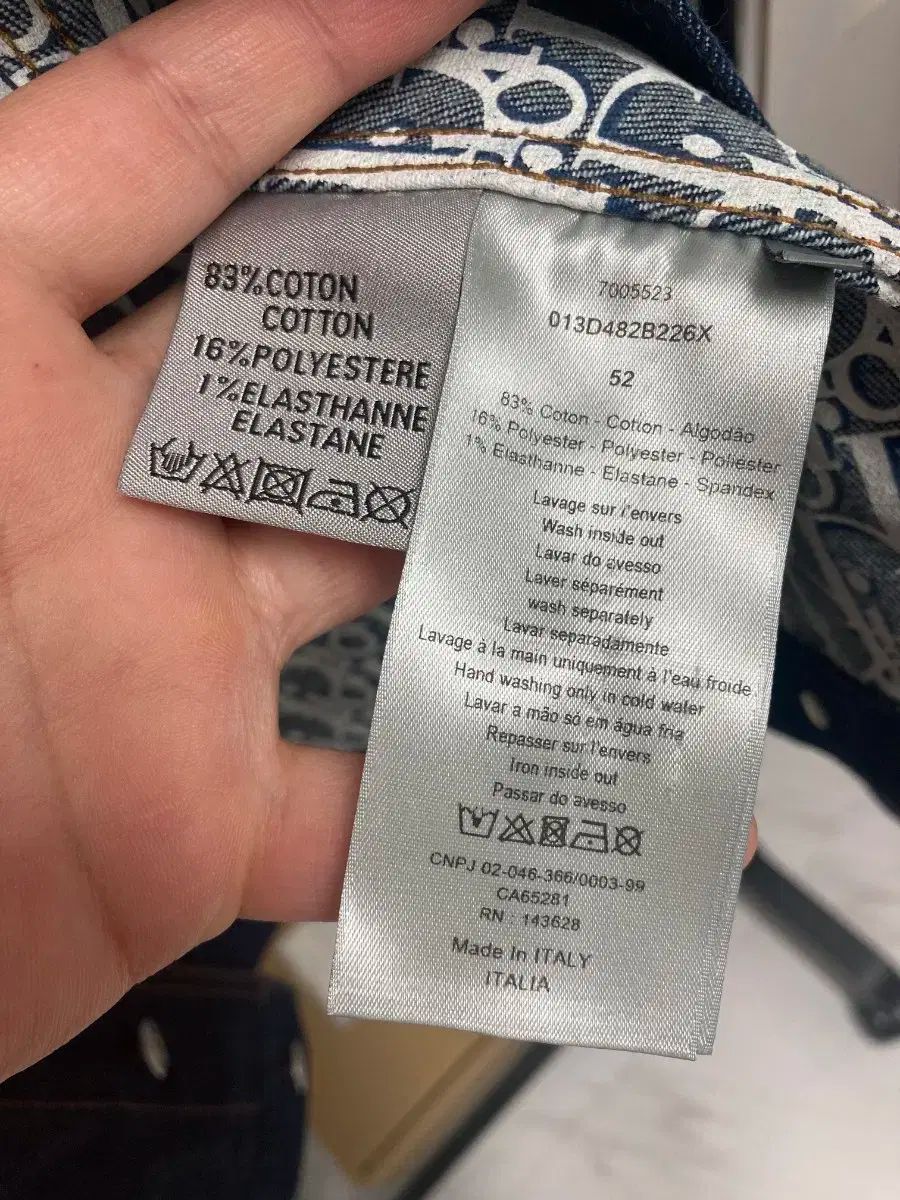 83%COTON
COTTON
16%POLYESTERE
1%ELASTHANNE
ELASTANE
7005523
013D482B226X
52
83% Coton - Cotton - Algodão
16% Polyester - Polyester - Poliester
1% Elasthanne - Elastane - Spandex
Lavage sur l'envers
Wash inside out
Lavar do avesso
Laver séparément
wash separately
Lavar separadamente
Lavage à la main uniquement à l'eau froide
Hand washing only in cold water
Lavar a mão só em água fria
Repasser sur l'envers
Iron inside out
Passar do avesso
CNPJ 02-046-366/0003-99
CA65281
RN : 143628
Made In ITALY
ITALIA